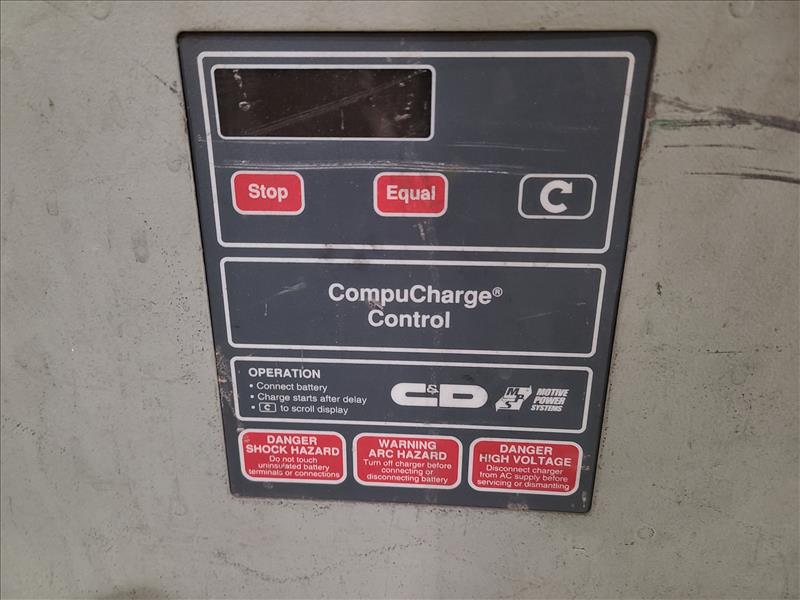 Stop
Equal
CompuCharge®
Control
OPERATION
• Connect battery
• Charge starts after delay
• C to scroll display
C&D
MPS
MOTIVE
POWER
SYSTEMS
DANGER
SHOCK HAZARD
Do not touch
uninsulated battery
terminals or connections
WARNING
ARC HAZARD
Turn off charger before
connecting or
disconnecting battery
DANGER
HIGH VOLTAGE
Disconnect charger
from AC supply before
servicing or dismantling